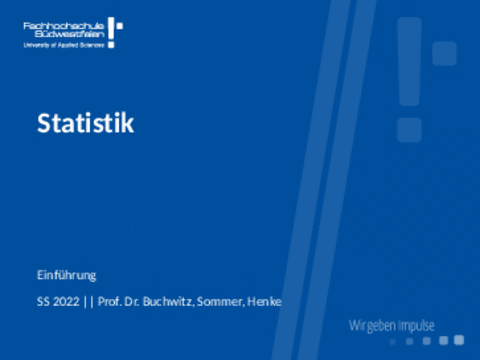 Fachhochschule
Südwestfalen
University of Applied Sciences
Statistik
Einführung
SS 2022 || Prof. Dr. Buchwitz, Sommer, Henke
Wir geben Impulse